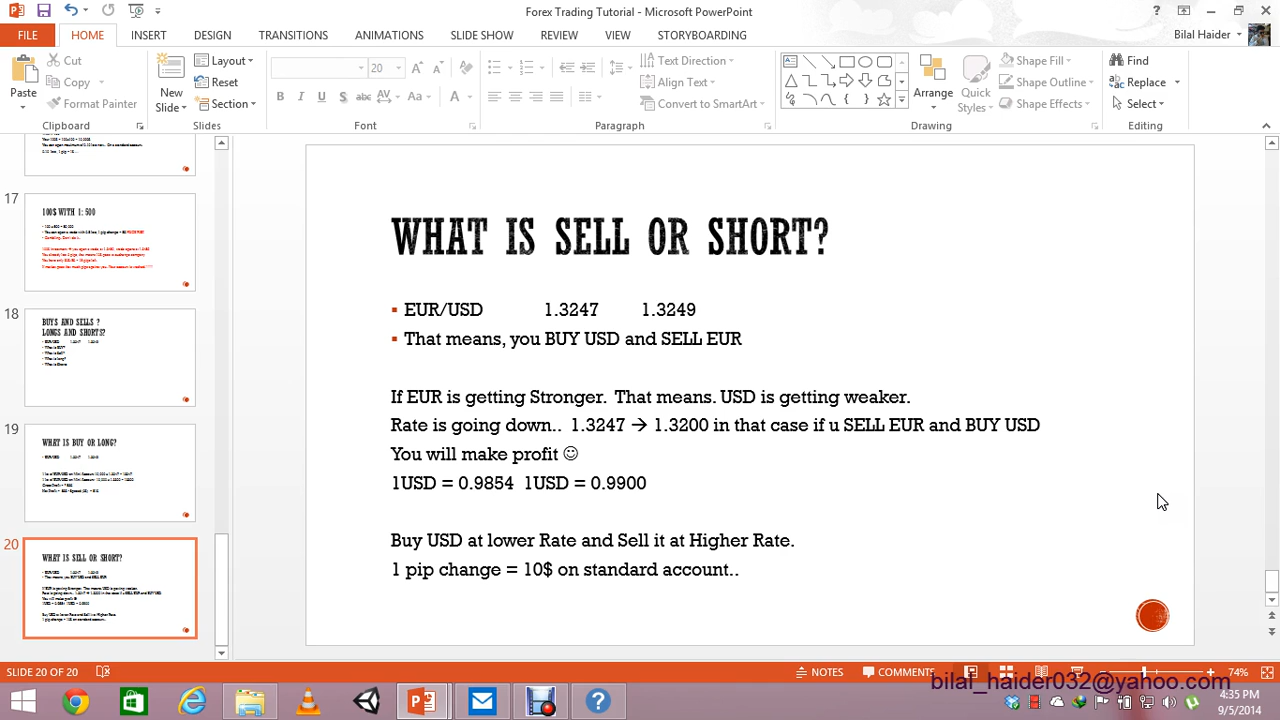 Forex Trading Tutorial - Microsoft PowerPoint
FILE HOME INSERT DESIGN TRANSITIONS ANIMATIONS SLIDE SHOW REVIEW VIEW STORYBOARDING Bilal Haider
Cut
Copy
Format Painter
Paste
Clipboard
New Slide
Layout
Reset
Section
Slides
20
B I U S abc AV Aa A
Font
Text Direction
Align Text
Convert to SmartArt
Paragraph
Arrange
Quick Styles
Shape Fill
Shape Outline
Shape Effects
Drawing
Find
Replace
Select
Editing
17
100$ WITH 1: 500
18
BUYS AND SELLS ?
LONGS AND SHORTS?
19
WHAT IS BUY OR LONG?
20
WHAT IS SELL OR SHORT?
WHAT IS SELL OR SHORT?
EUR/USD 1.3247 1.3249
That means, you BUY USD and SELL EUR
If EUR is getting Stronger. That means. USD is getting weaker.
Rate is going down.. 1.3247 → 1.3200 in that case if u SELL EUR and BUY USD
You will make profit ☺
1USD = 0.9854 1USD = 0.9900
Buy USD at lower Rate and Sell it at Higher Rate.
1 pip change = 10$ on standard account..
SLIDE 20 OF 20
NOTES
COMMENTS
74%
bilal_haider032@yahoo.com
4:35 PM
9/5/2014